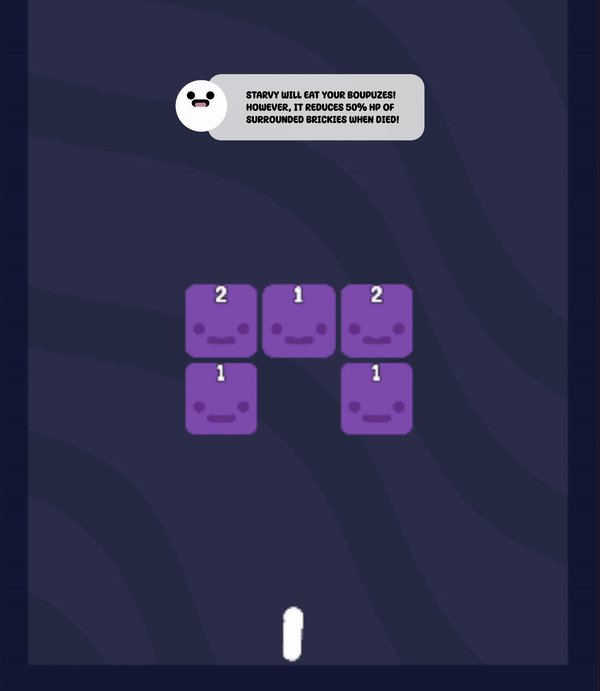 STARVY WILL EAT YOUR BOUPUZES!
HOWEVER, IT REDUCES 50% HP OF
SURROUNDED BRICKIES WHEN DIED!
2 1 2
1 1